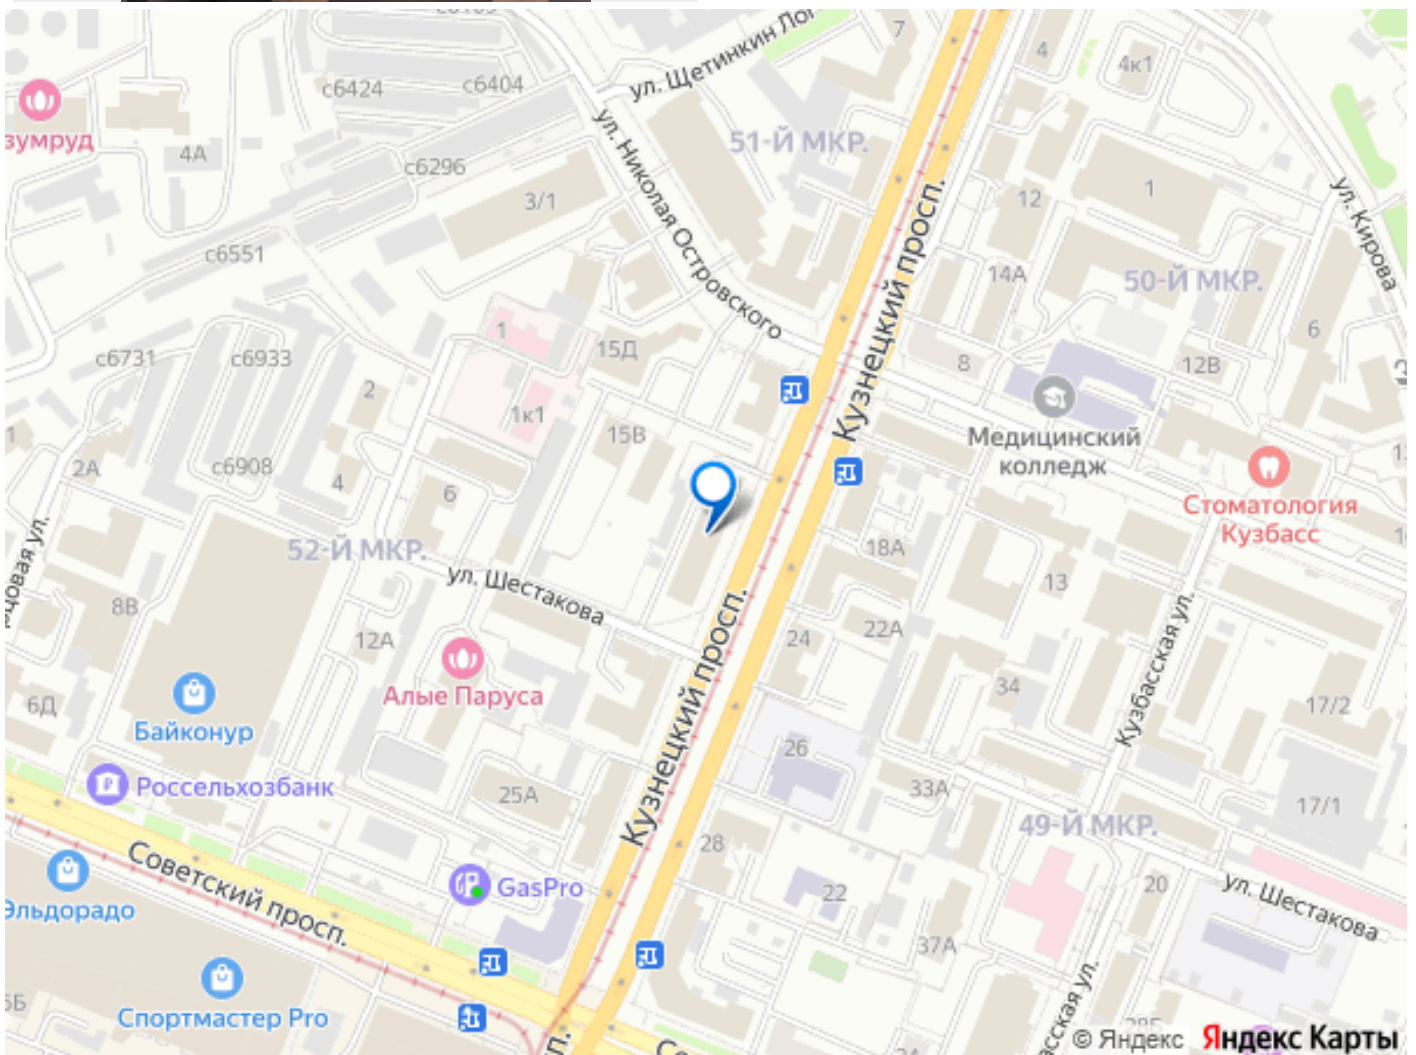 ул. Щетинкин Лог
7
4
4к1
с6424
с6404
зумруд
4А
с6296
51-Й МКР.
ул. Николая Островского
3/1
12
1
ул. Кирова
с6551
14А
50-Й МКР.
Кузнецкий просп.
1
15Д
8
12В
6
с6731
с6933
2
1к1
15В
Медицинский
колледж
2А
с6908
4
6
Стоматология
Кузбасс
52-Й МКР.
18А
ул. Шестакова
13
8В
12А
22А
24
Кузбасская ул.
Алые Паруса
34
6Д
17/2
Байконур
Кузнецкий просп.
26
Россельхозбанк
25А
33А
17/1
49-Й МКР.
28
Советский просп.
GasPro
22
20
ул. Шестакова
Эльдорадо
37А
5Б
Спортмастер Pro
© Яндекс Яндекс Карты